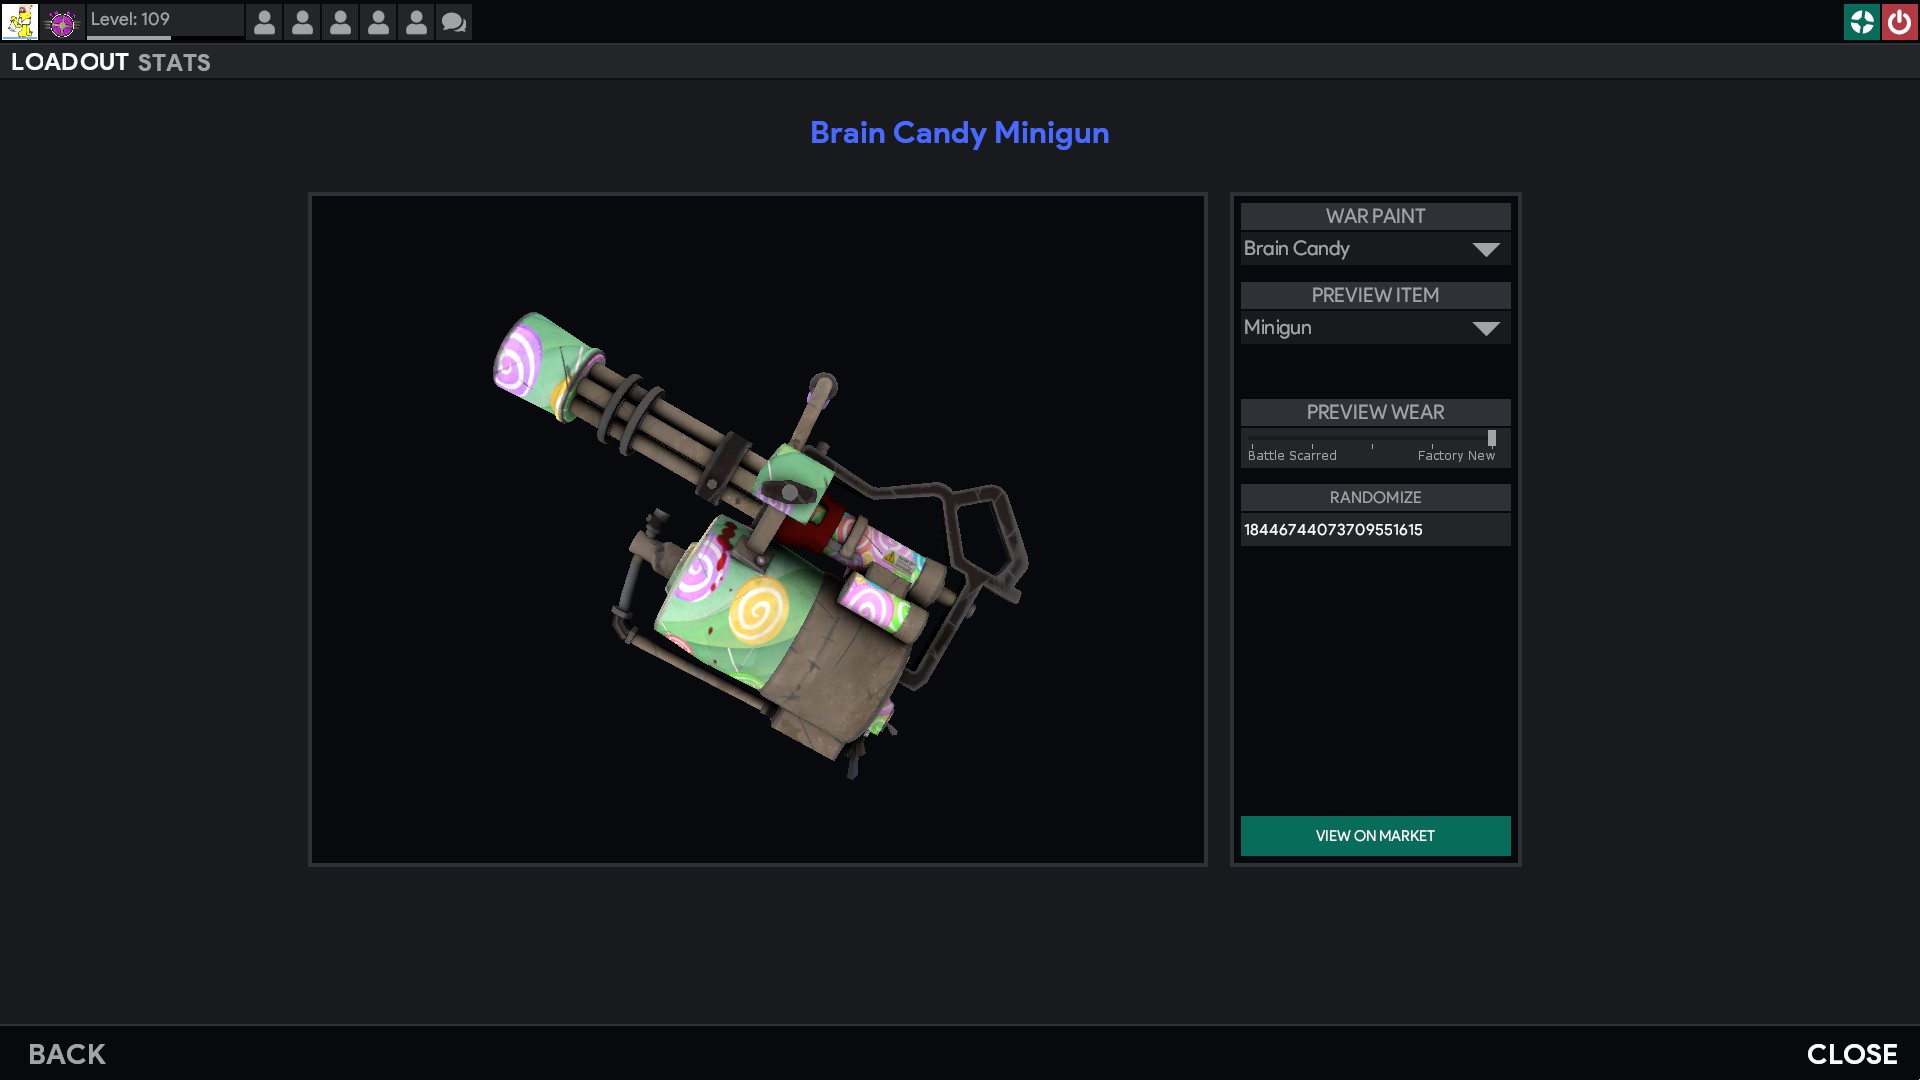 Level: 109
LOADOUT STATS
Brain Candy Minigun
WAR PAINT
Brain Candy
PREVIEW ITEM
Minigun
PREVIEW WEAR
Battle Scarred Factory New
RANDOMIZE
18446744073709551615
VIEW ON MARKET
BACK CLOSE